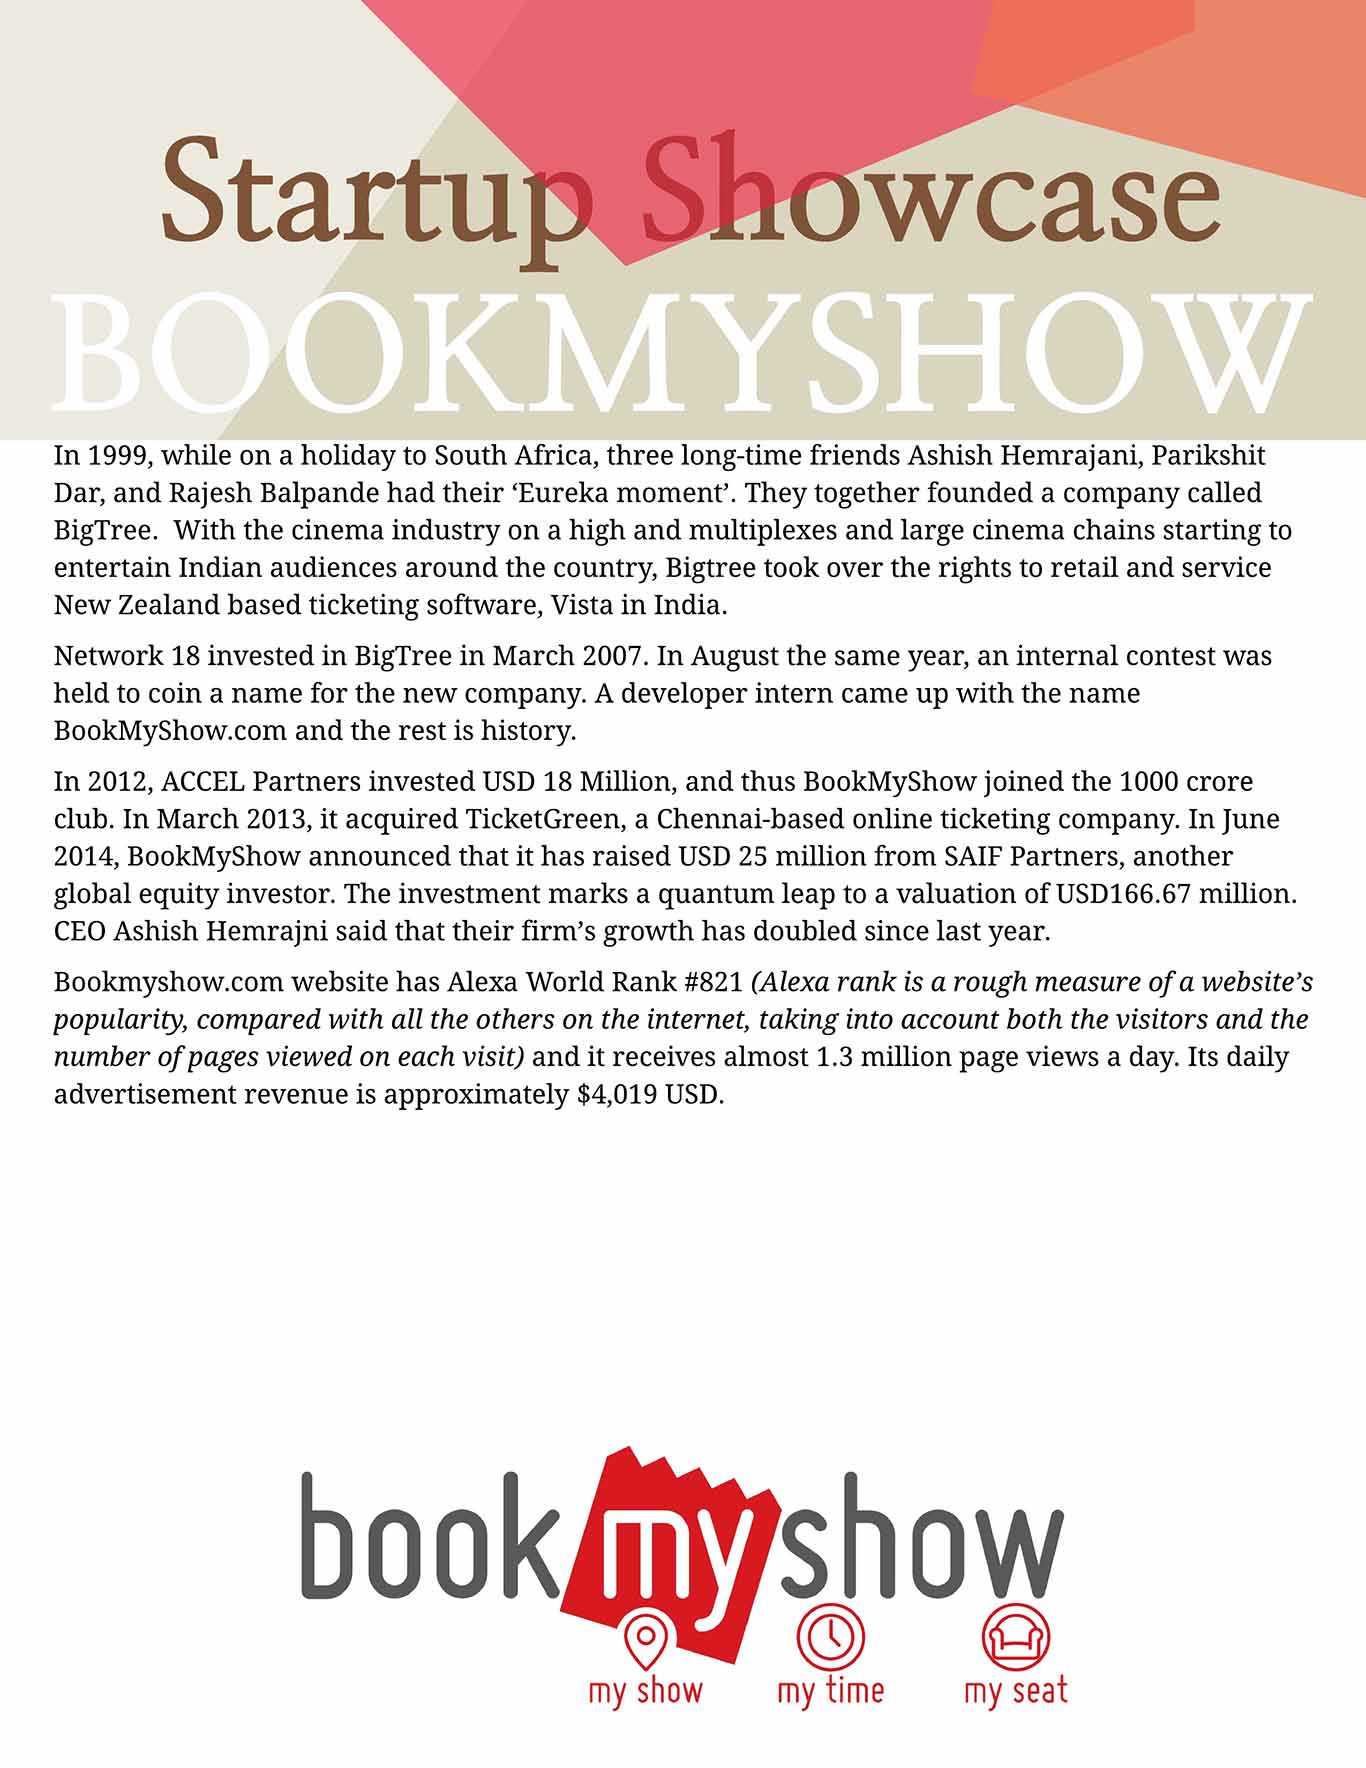 Startup Showcase
BOOKMYSHOW
In 1999, while on a holiday to South Africa, three long-time friends Ashish Hemrajani, Parikshit
Dar, and Rajesh Balpande had their ‘Eureka moment’. They together founded a company called
BigTree.  With the cinema industry on a high and multiplexes and large cinema chains starting to
entertain Indian audiences around the country, Bigtree took over the rights to retail and service
New Zealand based ticketing software, Vista in India.
Network 18 invested in BigTree in March 2007. In August the same year, an internal contest was
held to coin a name for the new company. A developer intern came up with the name
BookMyShow.com and the rest is history.
In 2012, ACCEL Partners invested USD 18 Million, and thus BookMyShow joined the 1000 crore
club. In March 2013, it acquired TicketGreen, a Chennai-based online ticketing company. In June
2014, BookMyShow announced that it has raised USD 25 million from SAIF Partners, another
global equity investor. The investment marks a quantum leap to a valuation of USD166.67 million.
CEO Ashish Hemrajni said that their firm’s growth has doubled since last year.
Bookmyshow.com website has Alexa World Rank #821 (Alexa rank is a rough measure of a website’s
popularity, compared with all the others on the internet, taking into account both the visitors and the
number of pages viewed on each visit) and it receives almost 1.3 million page views a day. Its daily
advertisement revenue is approximately $4,019 USD.
book my show
my show my time my seat